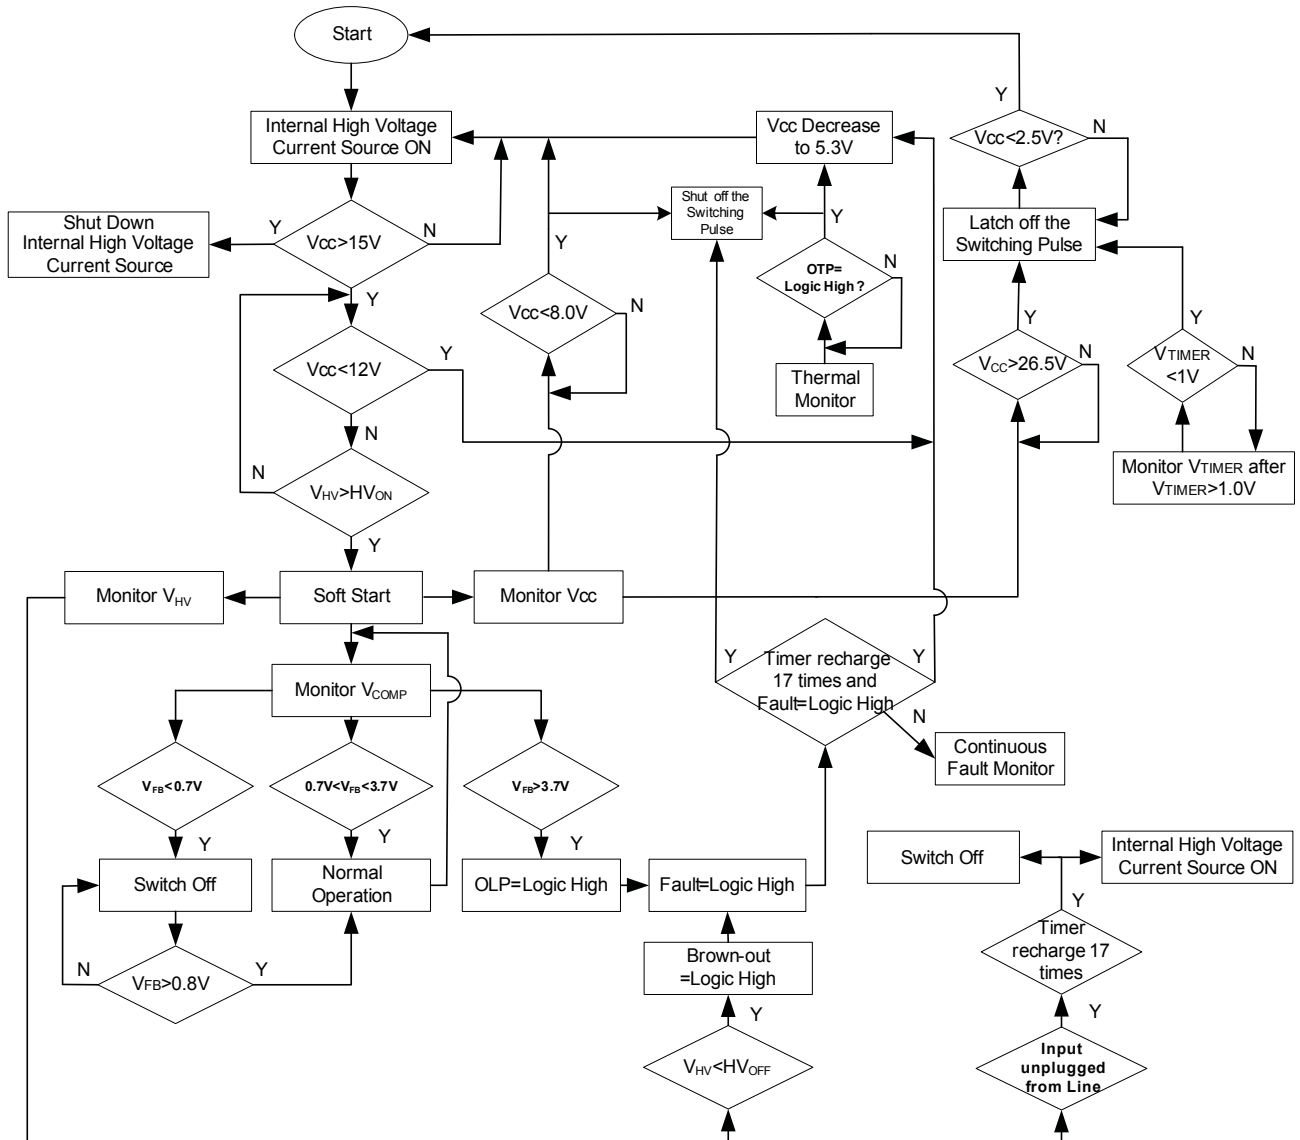 Start
Internal High Voltage
Current Source ON
Vcc Decrease
to 5.3V
Y
Vcc<2.5V?
N
Shut off the
Switching
Pulse
Y
Latch off the
Switching Pulse
Shut Down
Internal High Voltage
Current Source
Y
Vcc>15V
N
Y
OTP=
Logic High ?
N
Y
Vcc<8.0V
N
Y
Vcc<12V
Y
N
Thermal
Monitor
Y
VCC>26.5V
N
Y
VTIMER
<1V
N
Monitor VTIMER after
VTIMER>1.0V
N
VHV>HVON
Y
Monitor VHV
Soft Start
Monitor Vcc
Y
Timer recharge
17 times and
Fault=Logic High
Y
N
Continuous
Fault Monitor
Monitor VCOMP
VFB<0.7V
0.7V<VFB<3.7V
VFB>3.7V
Y
Y
Y
Switch Off
Normal
Operation
OLP=Logic High
Fault=Logic High
Switch Off
Internal High Voltage
Current Source ON
Y
N
VFB>0.8V
Y
Brown-out
=Logic High
Timer
recharge 17
times
Y
Y
VHV<HVOFF
Input
unplugged
from Line